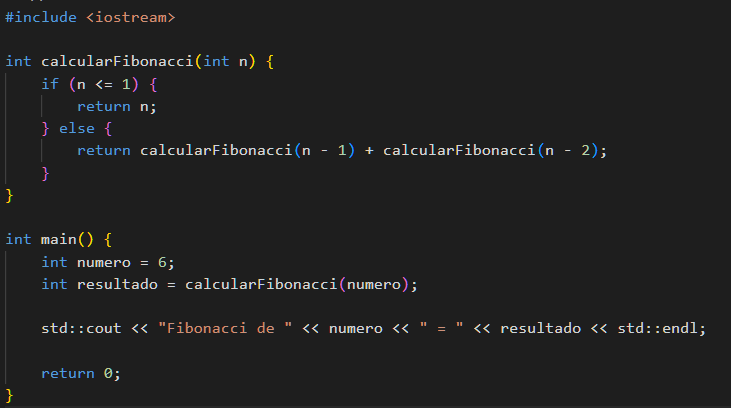 #include <iostream>

int calcularFibonacci(int n) {
    if (n <= 1) {
        return n;
    } else {
        return calcularFibonacci(n - 1) + calcularFibonacci(n - 2);
    }
}

int main() {
    int numero = 6;
    int resultado = calcularFibonacci(numero);

    std::cout << "Fibonacci de " << numero << " = " << resultado << std::endl;

    return 0;
}